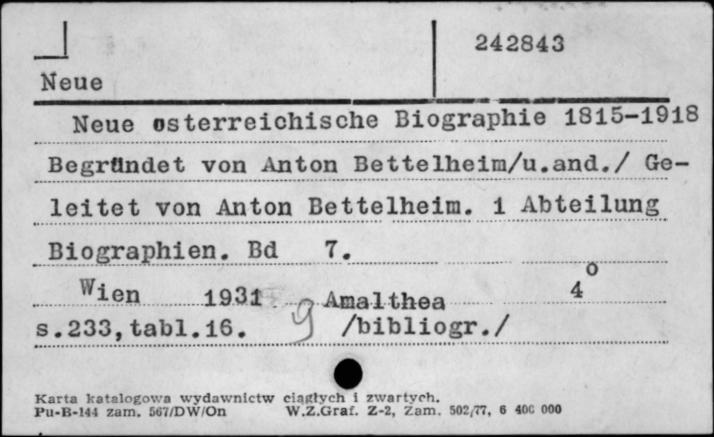 242843
Neue
Neue osterreichische Biographie 1815-1918
Begründet von Anton Bettelheim/u.and./ Ge-
leitet von Anton Bettelheim. 1 Abteilung
Biographien. Bd 7.
Wien 1931 Amalthea 4o
s.233,tabl.16. g /bibliogr./
Karta katalogowa wydawnictw ciągłych i zwartych.
Pu-B-144 zam. 567/DW/On W.Z.Graf. Z-2, Zam. 502/77, 6 400 000